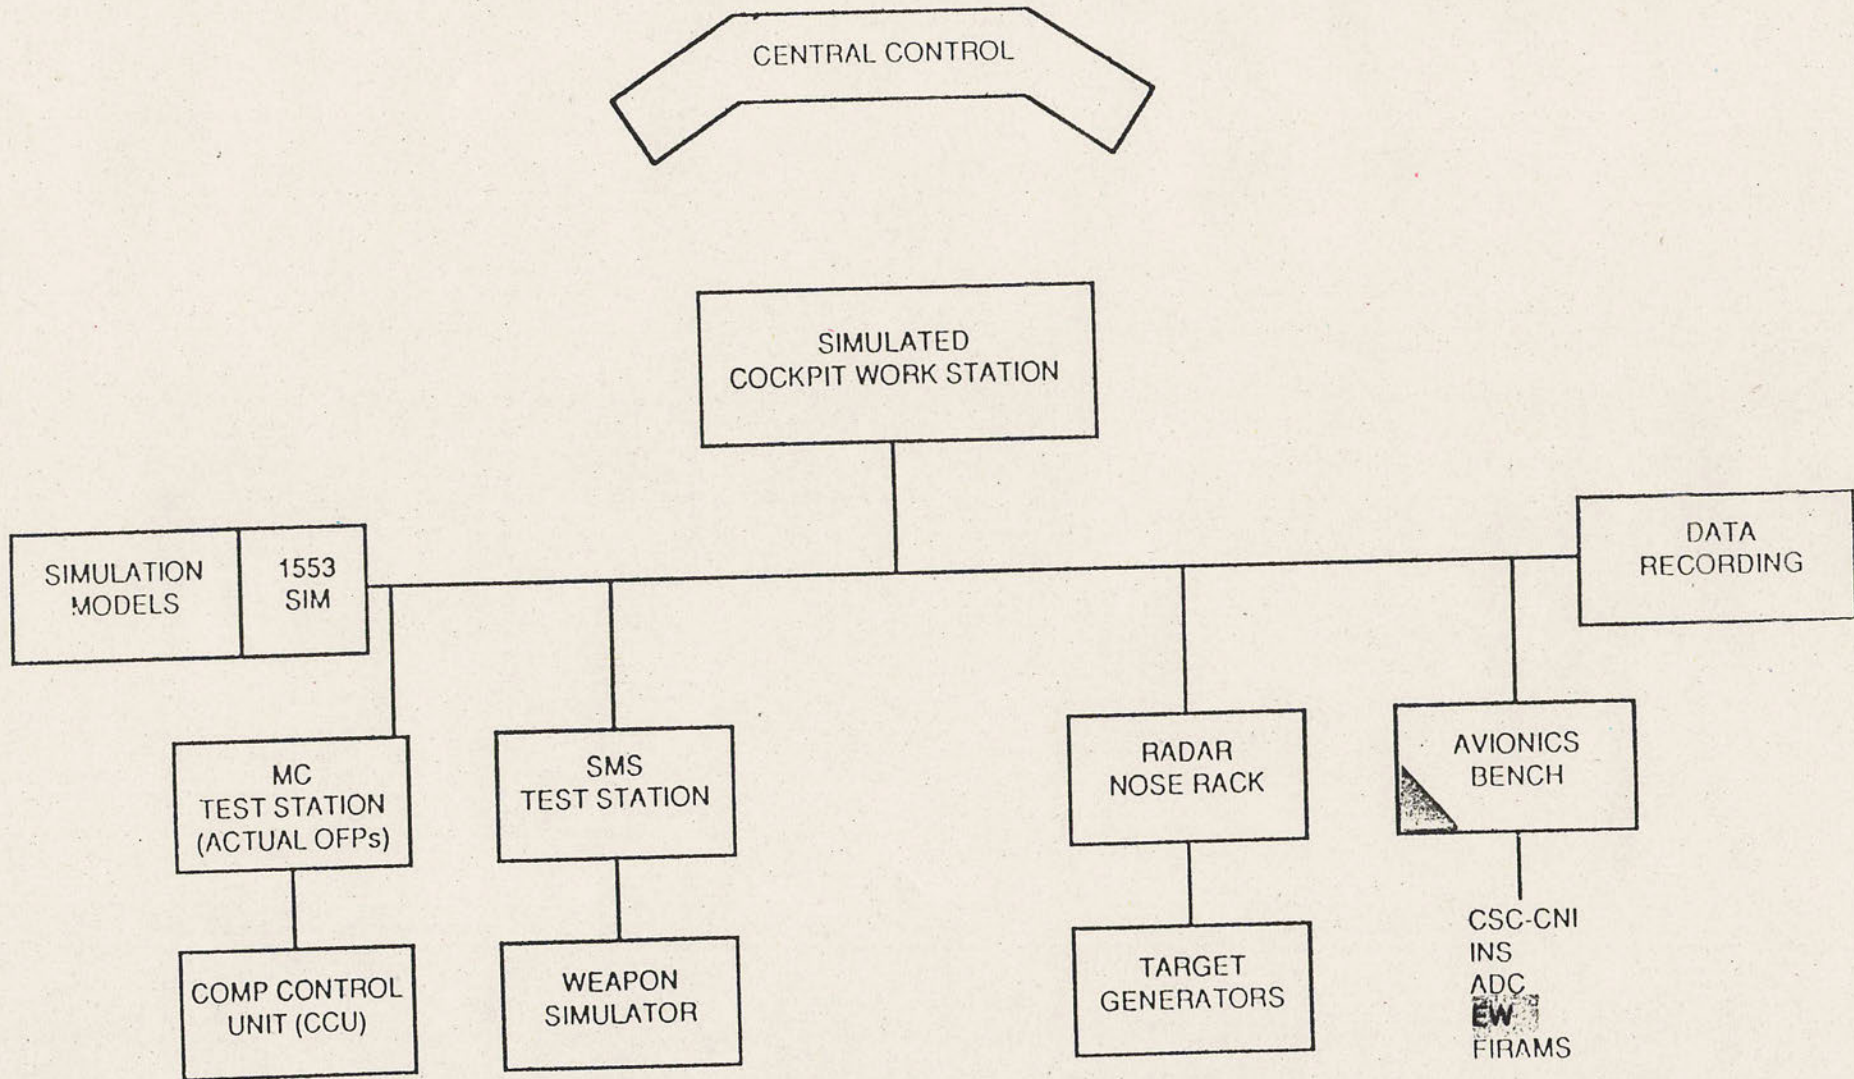 CENTRAL CONTROL
SIMULATED
COCKPIT WORK STATION
SIMULATION
MODELS
1553
SIM
DATA
RECORDING
MC
TEST STATION
(ACTUAL OFPs)
SMS
TEST STATION
RADAR
NOSE RACK
AVIONICS
BENCH
COMP CONTROL
UNIT (CCU)
WEAPON
SIMULATOR
TARGET
GENERATORS
CSC-CNI
INS
ADC
EW
FIRAMS